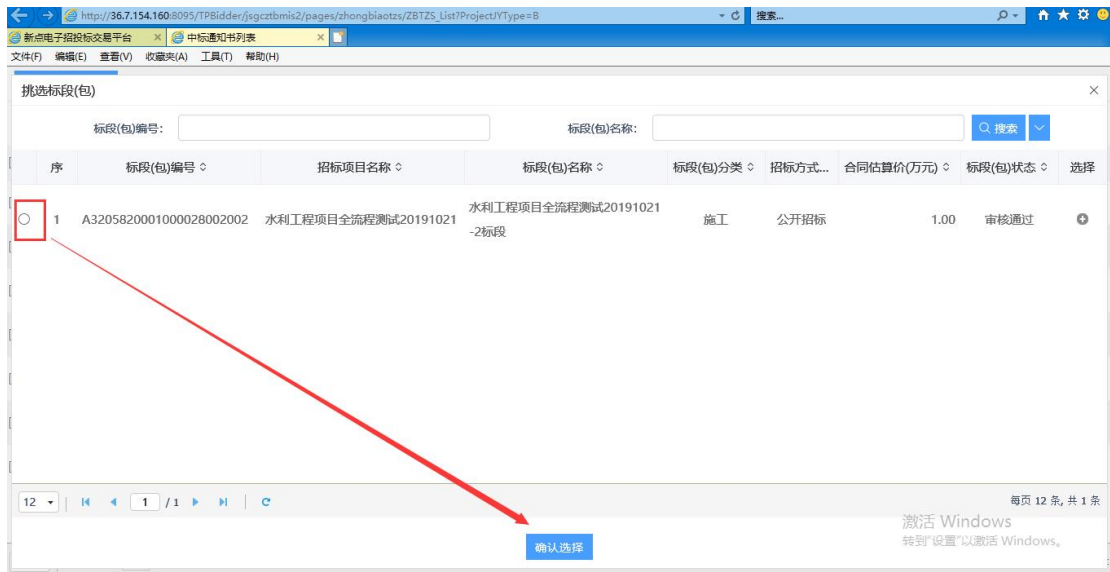 http://36.7.154.160:8095/TPBidder/jsgcztbmis2/pages/zhongbiaotzs/ZBTZS_List?ProjectJYType=B
搜索...
新点电子招投标交易平台
中标通知书列表
文件(F) 编辑(E) 查看(V) 收藏夹(A) 工具(T) 帮助(H)
挑选标段(包)
标段(包)编号: 标段(包)名称: 搜索
序 标段(包)编号 招标项目名称 标段(包)名称 标段(包)分类 招标方式... 合同估算价(万元) 标段(包)状态 选择
1 A3205820001000028002002 水利工程项目全流程测试20191021 水利工程项目全流程测试20191021 施工 公开招标 1.00 审核通过
-2标段
12 1 / 1 每页 12 条, 共 1 条
激活 Windows
转到"设置"以激活 Windows。
确认选择